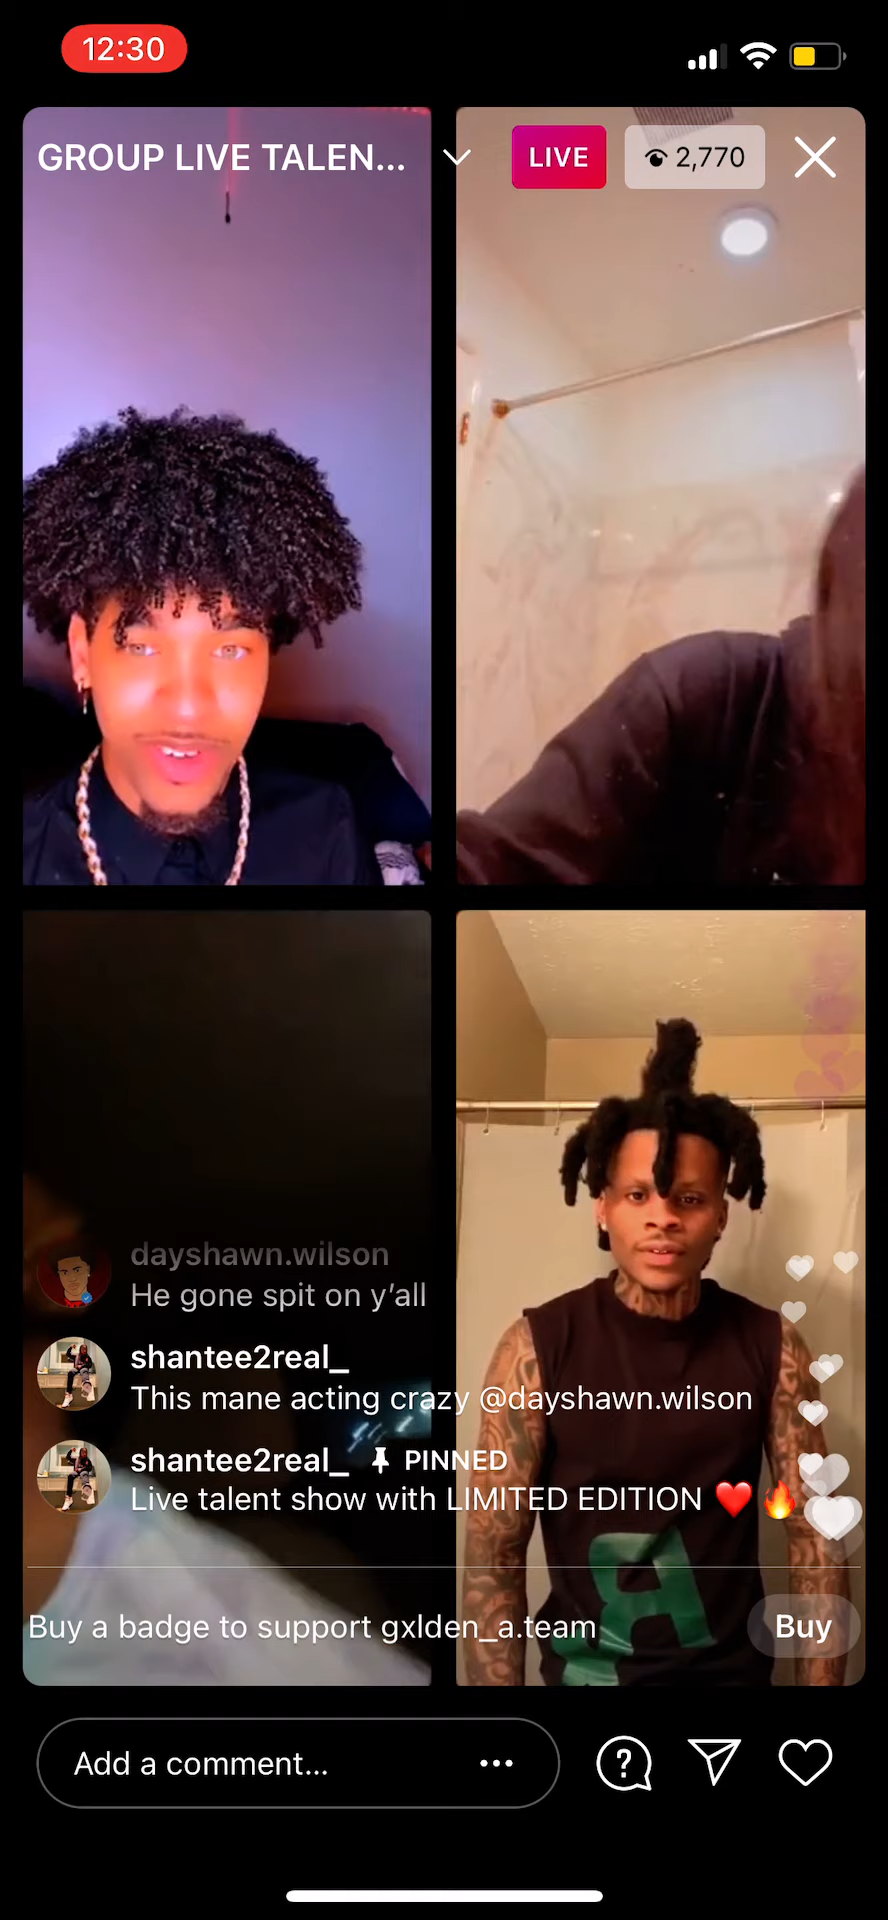 12:30
GROUP LIVE TALEN...
LIVE
2,770
dayshawn.wilson
He gone spit on y’all
shantee2real_
This mane acting crazy @dayshawn.wilson
shantee2real_ PINNED
Live talent show with LIMITED EDITION ❤️🔥
Buy a badge to support gxlden_a.team
Buy
Add a comment...